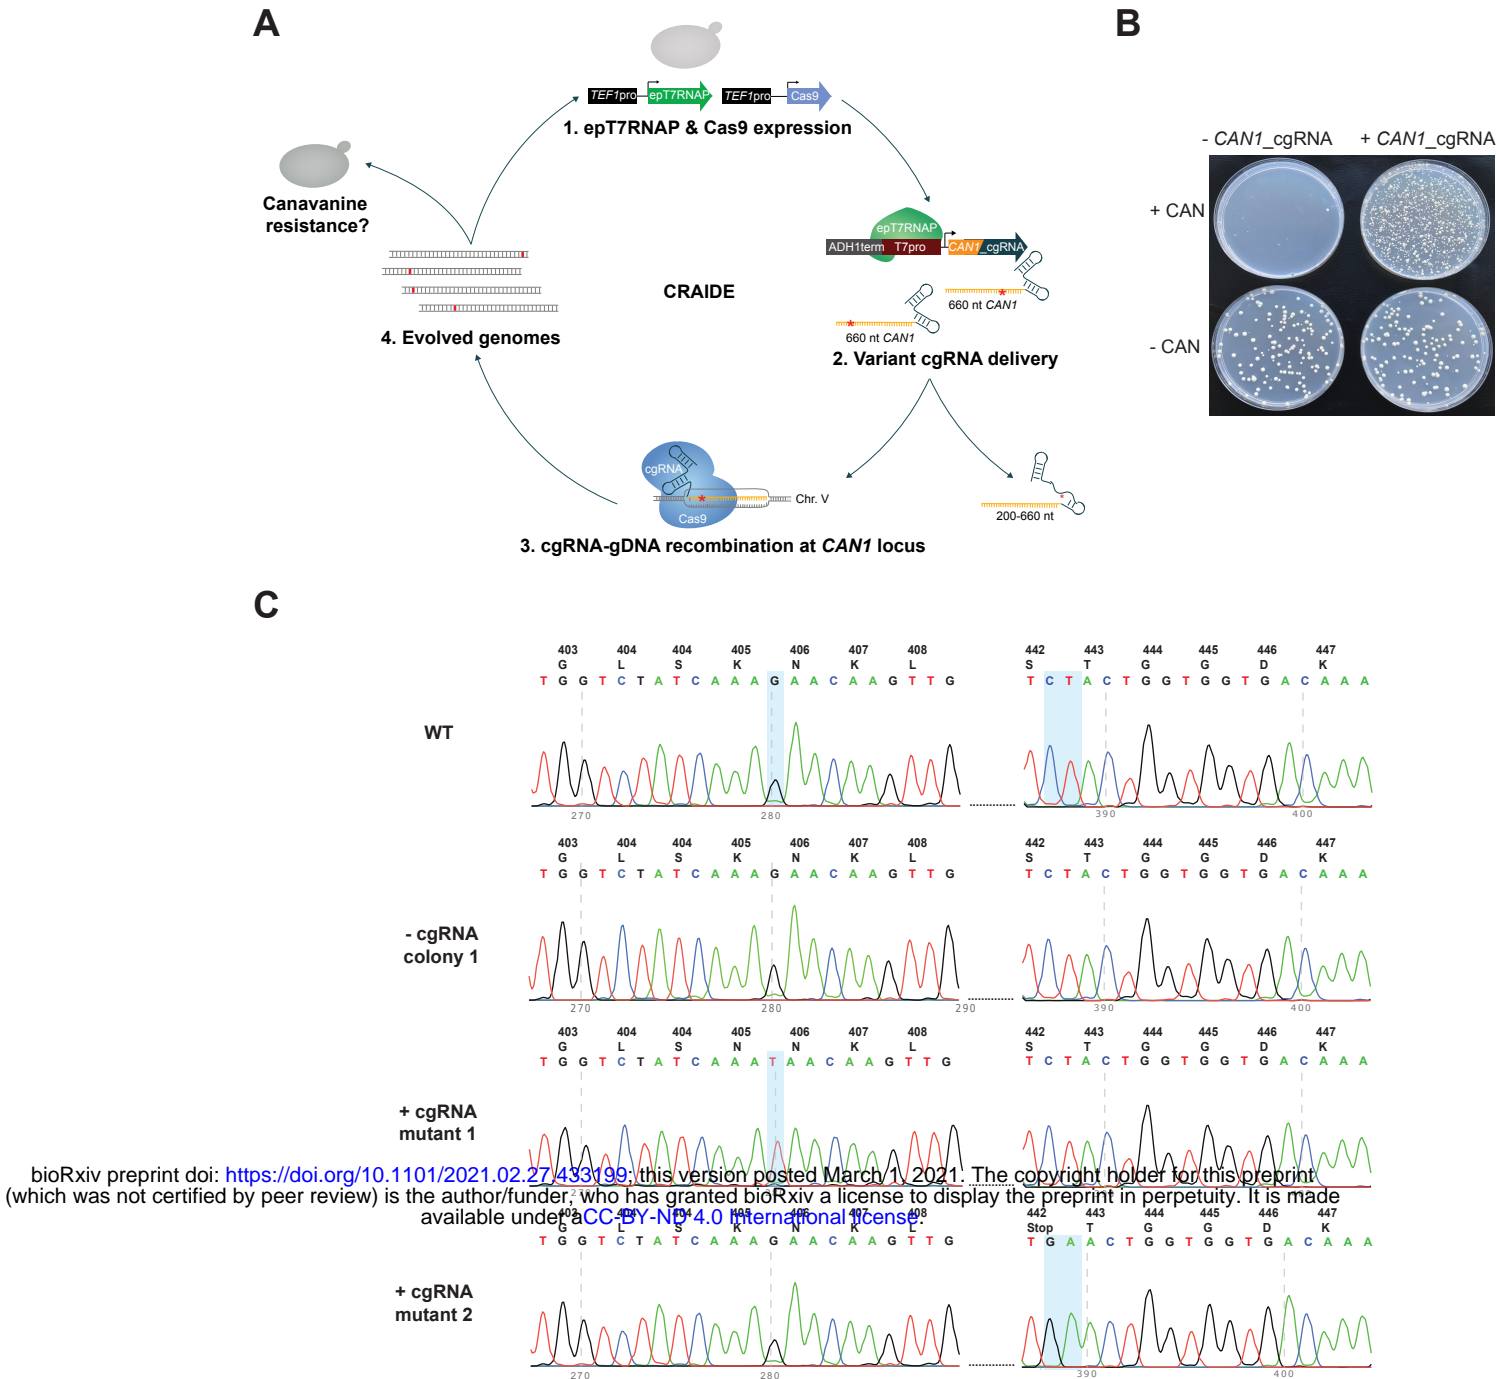 A
B
TEF1pro epT7RNAP TEF1pro Cas9
1. epT7RNAP & Cas9 expression
Canavanine
resistance?
epT7RNAP
ADH1term T7pro CAN1_cgRNA
660 nt CAN1
660 nt CAN1
2. Variant cgRNA delivery
CRAIDE
4. Evolved genomes
cgRNA
Cas9
Chr. V
200-660 nt
3. cgRNA-gDNA recombination at CAN1 locus
- CAN1_cgRNA + CAN1_cgRNA
+ CAN
- CAN
C
403 404 404 405 406 407 408 442 443 444 445 446 447
G L S K N K L S T G G D K
T G G T C T A T C A A A G A A C A A G T T G T C T A C T G G T G G T G A C A A A
WT
270 280 390 400
403 404 404 405 406 407 408 442 443 444 445 446 447
G L S K N K L S T G G D K
T G G T C T A T C A A A G A A C A A G T T G T C T A C T G G T G G T G A C A A A
- cgRNA
colony 1
270 280 290 390 400
403 404 404 405 406 407 408 442 443 444 445 446 447
G L S N N K L S T G G D K
T G G T C T A T C A A A T A A C A A G T T G T C T A C T G G T G G T G A C A A A
+ cgRNA
mutant 1
bioRxiv preprint doi: https://doi.org/10.1101/2021.02.27.433199; this version posted March 1, 2021. The copyright holder for this preprint
(which was not certified by peer review) is the author/funder, who has granted bioRxiv a license to display the preprint in perpetuity. It is made
available under aCC-BY-ND 4.0 International license.
442 443 444 445 446 447
G L S K N K L Stop T G G D K
T G G T C T A T C A A A G A A C A A G T T G T G A A C T G G T G G T G A C A A A
+ cgRNA
mutant 2
270 280 390 400